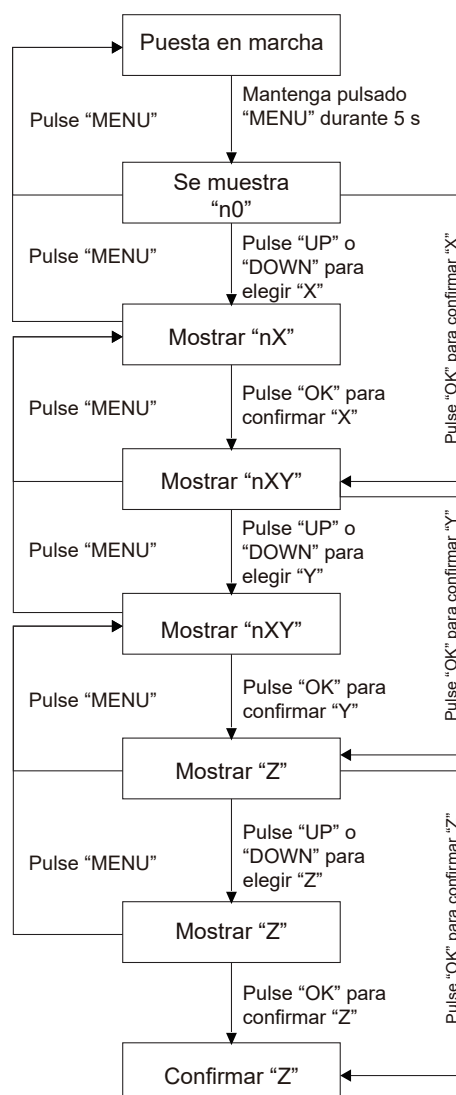 Puesta en marcha
Pulse “MENU”
Mantenga pulsado
“MENU” durante 5 s
Se muestra
“n0”
Pulse “MENU”
Pulse “UP” o
“DOWN” para
elegir “X”
Pulse “OK” para confirmar “X”
Mostrar “nX”
Pulse “MENU”
Pulse “OK” para
confirmar “X”
Mostrar “nXY”
Pulse “MENU”
Pulse “UP” o
“DOWN” para
elegir “Y”
Pulse “OK” para confirmar “Y”
Mostrar “nXY”
Pulse “MENU”
Pulse “OK” para
confirmar “Y”
Mostrar “Z”
Pulse “MENU”
Pulse “UP” o
“DOWN” para
elegir “Z”
Pulse “OK” para confirmar “Z”
Mostrar “Z”
Pulse “OK” para
confirmar “Z”
Confirmar “Z”